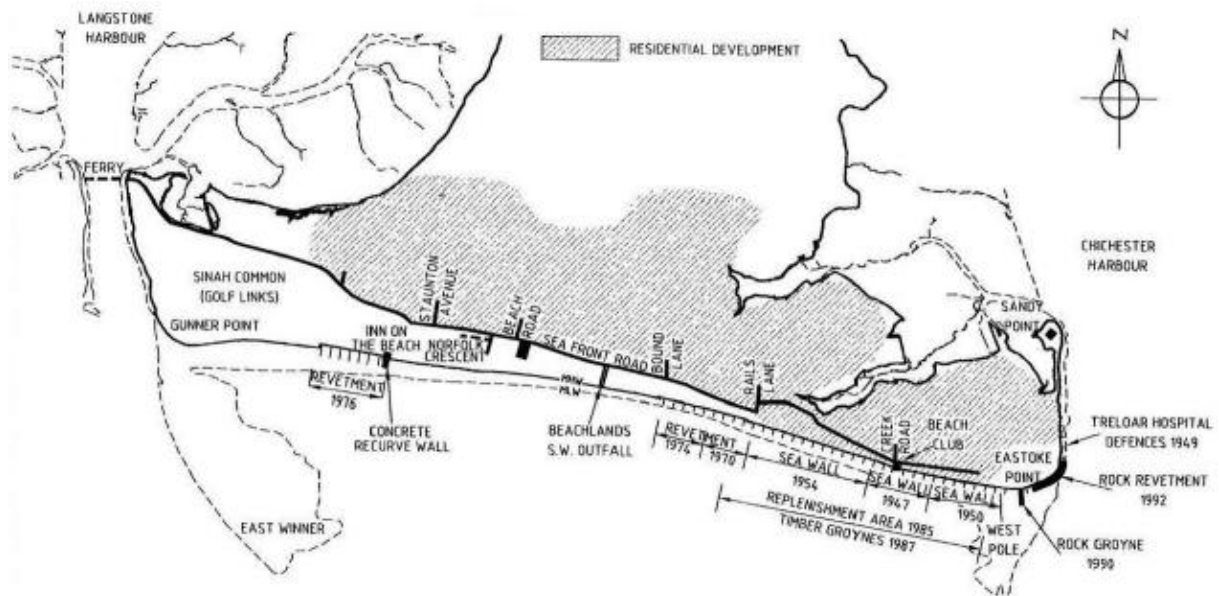 LANGSTONE
HARBOUR
RESIDENTIAL DEVELOPMENT
N
FERRY
CHICHESTER
HARBOUR
SINAH COMMON
(GOLF LINKS)
STAUNTON
AVENUE
BEACH
ROAD
SANDY
POINT
GUNNER POINT
INN ON
THE BEACH
NORFOLK
CRESCENT
SEA FRONT ROAD
BOUND
LANE
RAILS
LANE
MHW
MLW
REVETMENT
1976
CONCRETE
RECURVE WALL
BEACHLANDS
S.W. OUTFALL
REVETMENT
1974
1970
SEA WALL
1954
CREEK
ROAD
BEACH
CLUB
SEA WALL
1947
SEA WALL
1950
EASTOKE
POINT
TRELOAR HOSPITAL
DEFENCES 1949
ROCK REVETMENT
1992
REPLENISHMENT AREA 1985
TIMBER GROYNES 1987
WEST
POLE
ROCK GROYNE
1990
EAST WINNER